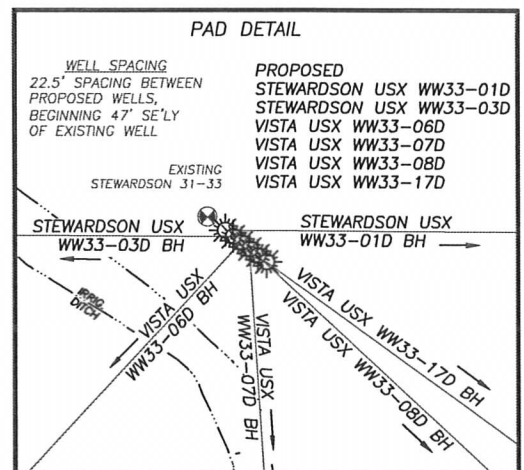 PAD DETAIL
WELL SPACING
22.5' SPACING BETWEEN
PROPOSED WELLS,
BEGINNING 47' SE'LY
OF EXISTING WELL
PROPOSED
STEWARDSON USX WW33-01D
STEWARDSON USX WW33-03D
VISTA USX WW33-06D
VISTA USX WW33-07D
VISTA USX WW33-08D
VISTA USX WW33-17D
EXISTING
STEWARDSON 31-33
STEWARDSON USX
WW33-03D BH
STEWARDSON USX
WW33-01D BH
IRRIG
DITCH
VISTA USX
WW33-06D BH
VISTA USX
WW33-07D BH
VISTA USX
WW33-08D BH
VISTA USX
WW33-17D BH